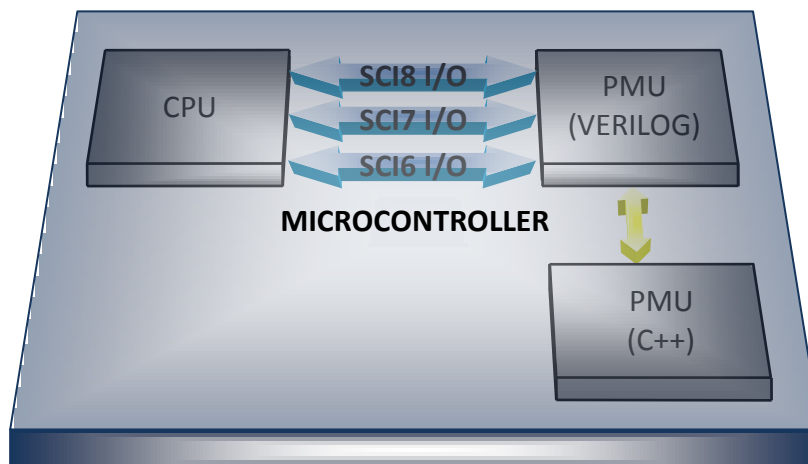 CPU
SCI8 I/O
SCI7 I/O
SCI6 I/O
PMU
(VERILOG)
MICROCONTROLLER
PMU
(C++)